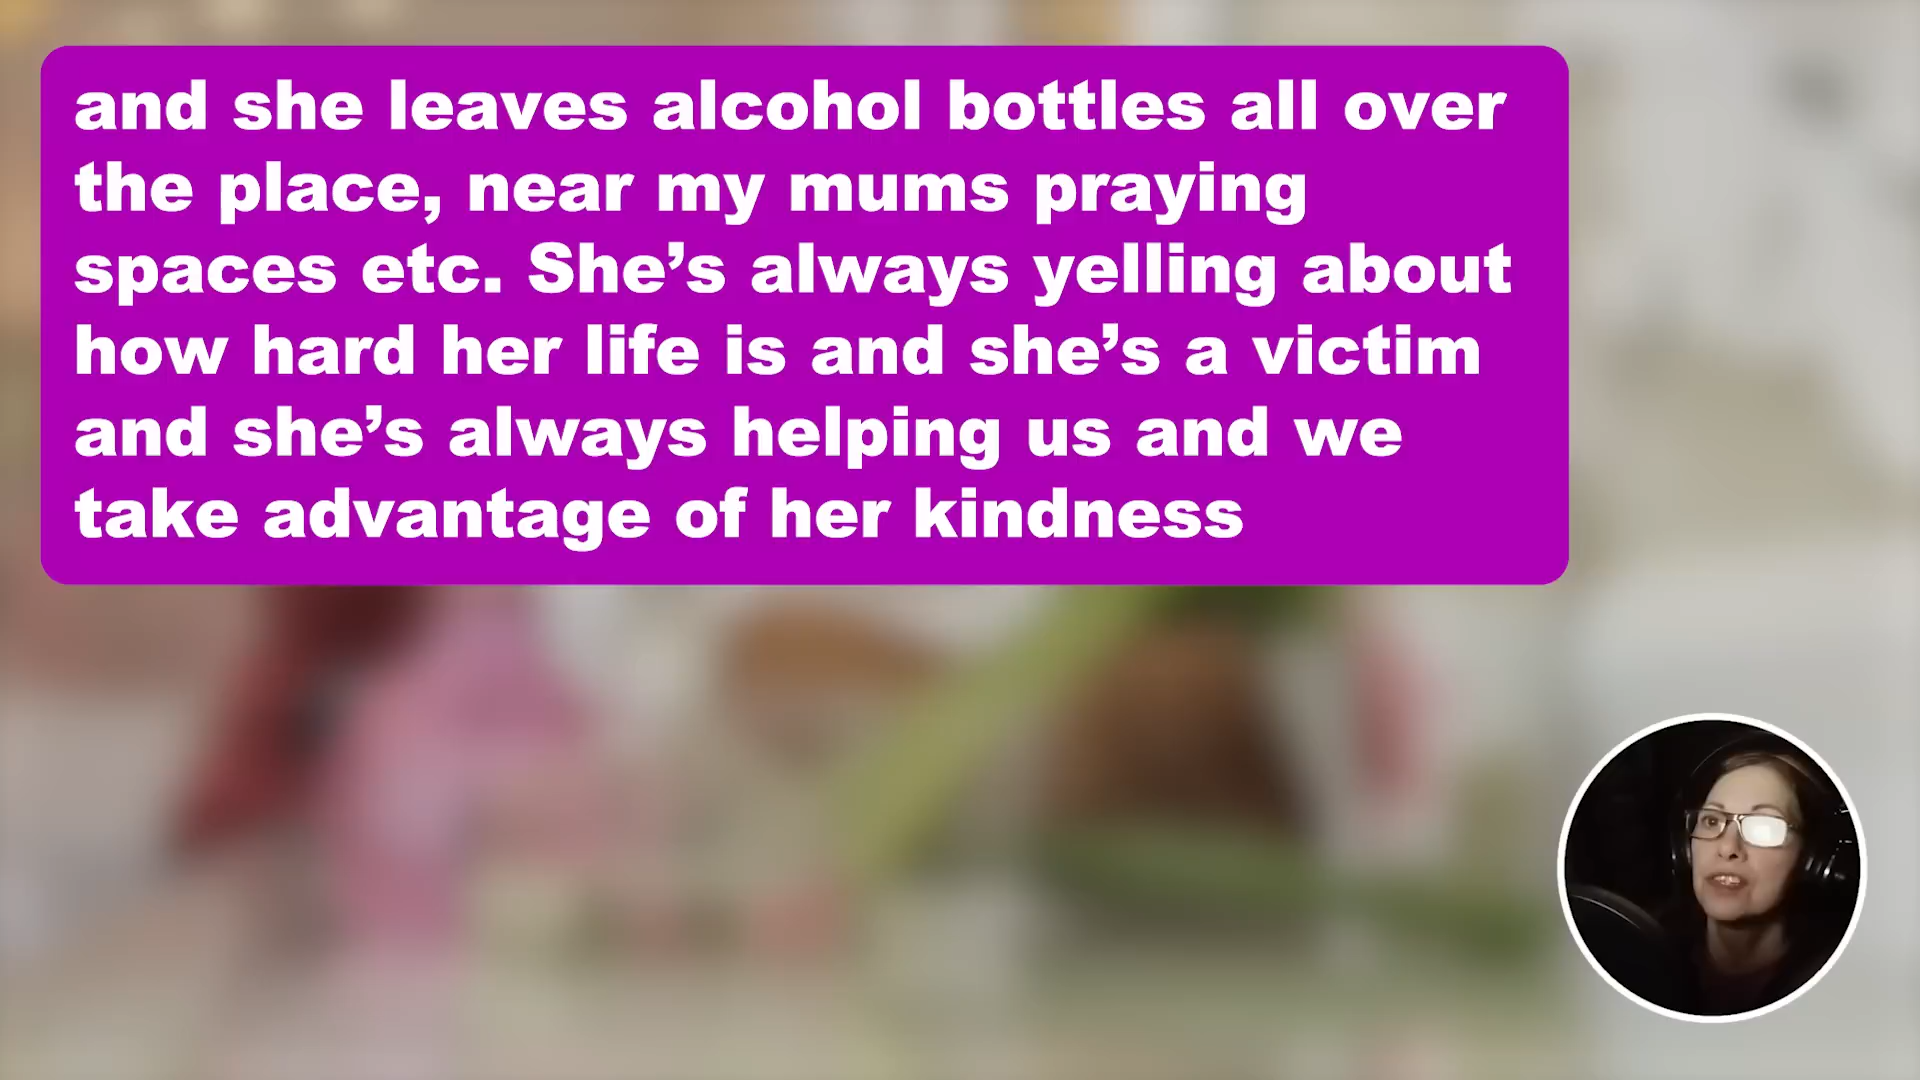 and she leaves alcohol bottles all over
the place, near my mums praying
spaces etc. She’s always yelling about
how hard her life is and she’s a victim
and she’s always helping us and we
take advantage of her kindness